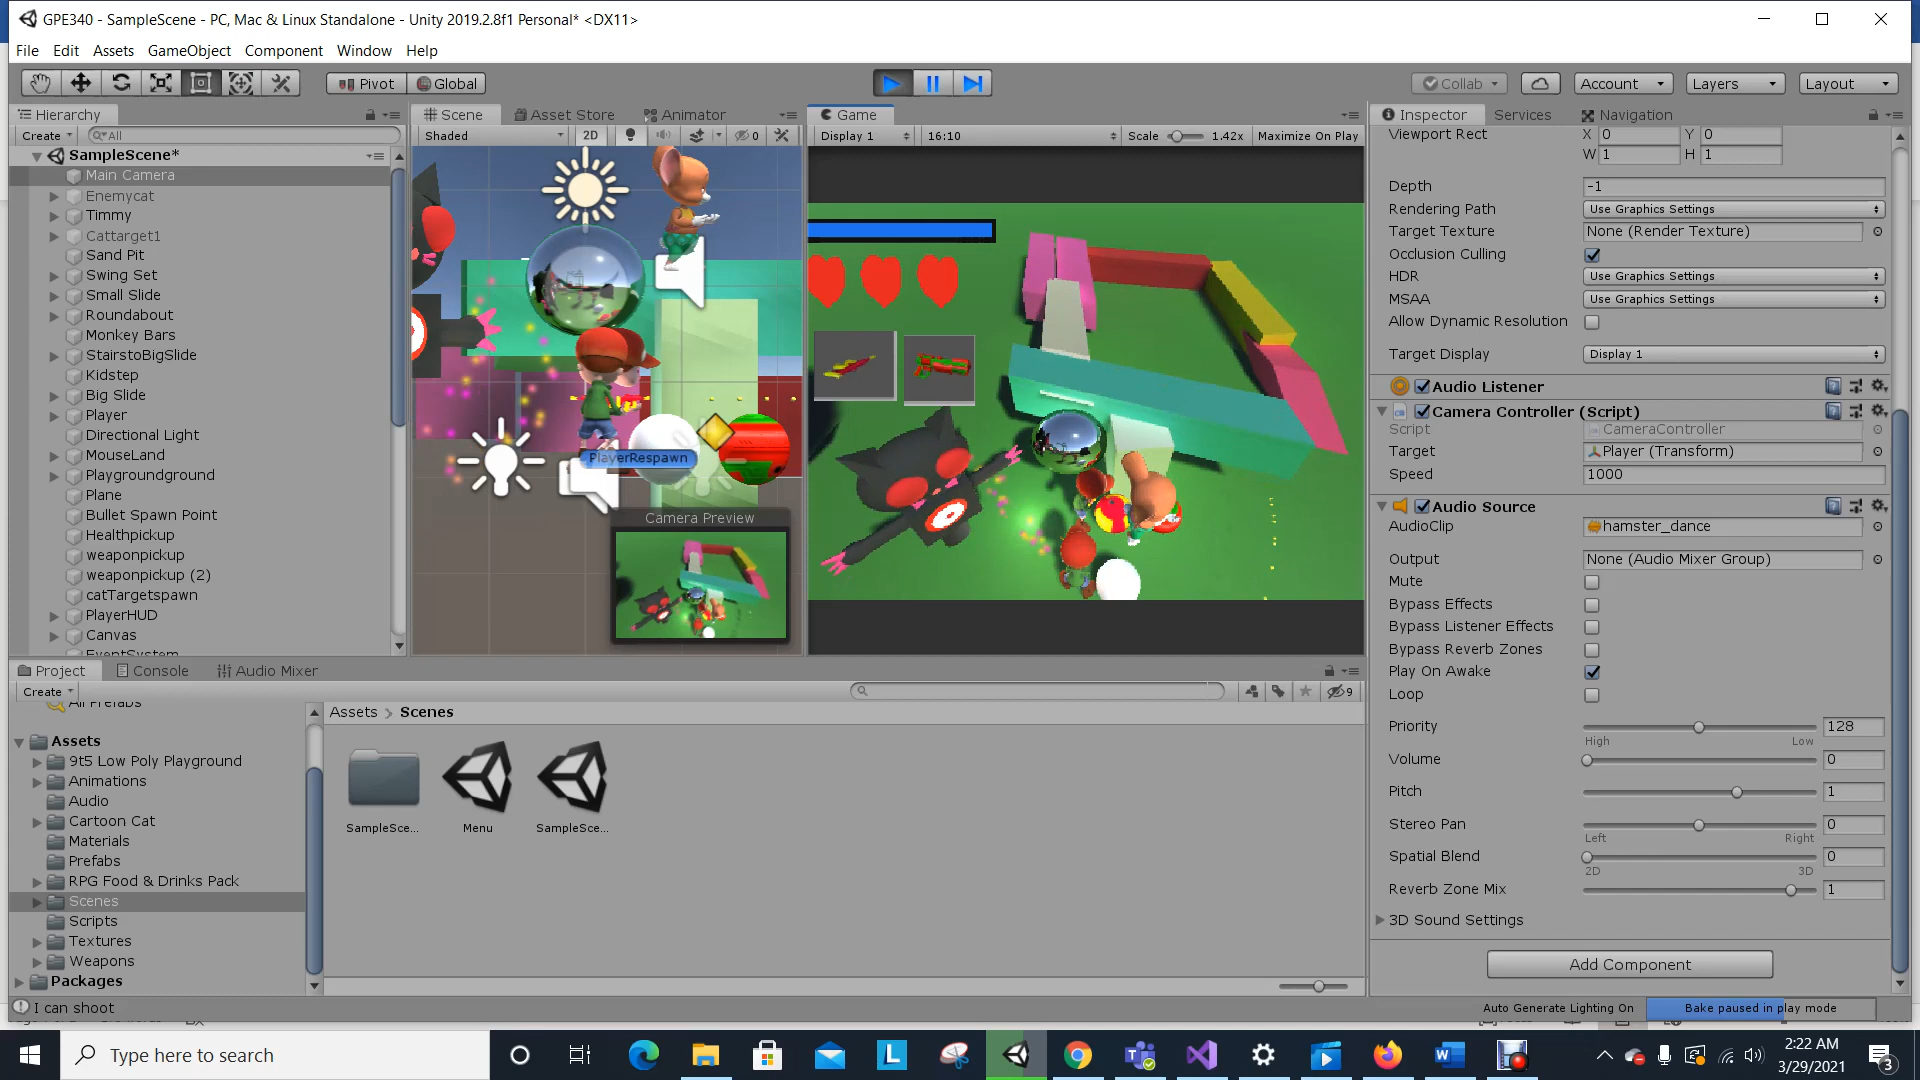 GPE340 - SampleScene - PC, Mac & Linux Standalone - Unity 2019.2.8f1 Personal* <DX11>
File Edit Assets GameObject Component Window Help
Pivot Global Collab Account Layers Layout
Hierarchy
Create All
SampleScene*
Main Camera
Enemycat
Timmy
Cattarget1
Sand Pit
Swing Set
Small Slide
Roundabout
Monkey Bars
StairstoBigSlide
Kidstep
Big Slide
Player
Directional Light
MouseLand
Playgroundground
Plane
Bullet Spawn Point
Healthpickup
weaponpickup
weaponpickup (2)
catTargetspawn
PlayerHUD
Canvas
EventSystem
Scene Asset Store Animator
Shaded 2D 0
PlayerRespawn
Camera Preview
Game
Display 1 16:10 Scale 1.42x Maximize On Play
Inspector Services Navigation
Viewport Rect X 0 Y 0
W 1 H 1
Depth -1
Rendering Path Use Graphics Settings
Target Texture None (Render Texture)
Occlusion Culling
HDR Use Graphics Settings
MSAA Use Graphics Settings
Allow Dynamic Resolution
Target Display Display 1
Audio Listener
Camera Controller (Script)
Script CameraController
Target Player (Transform)
Speed 1000
Audio Source
AudioClip hamster_dance
Output None (Audio Mixer Group)
Mute
Bypass Effects
Bypass Listener Effects
Bypass Reverb Zones
Play On Awake
Loop
Priority 128
High Low
Volume 0
Pitch 1
Stereo Pan 0
Left Right
Spatial Blend 0
2D 3D
Reverb Zone Mix 1
3D Sound Settings
Add Component
Project Console Audio Mixer
Create 9
All Prefabs
Assets
9t5 Low Poly Playground
Animations
Audio
Cartoon Cat
Materials
Prefabs
RPG Food & Drinks Pack
Scenes
Scripts
Textures
Weapons
Packages
Assets > Scenes
SampleSce... Menu SampleSce...
I can shoot
Auto Generate Lighting On Bake paused in play mode
Type here to search
2:22 AM
3/29/2021
3